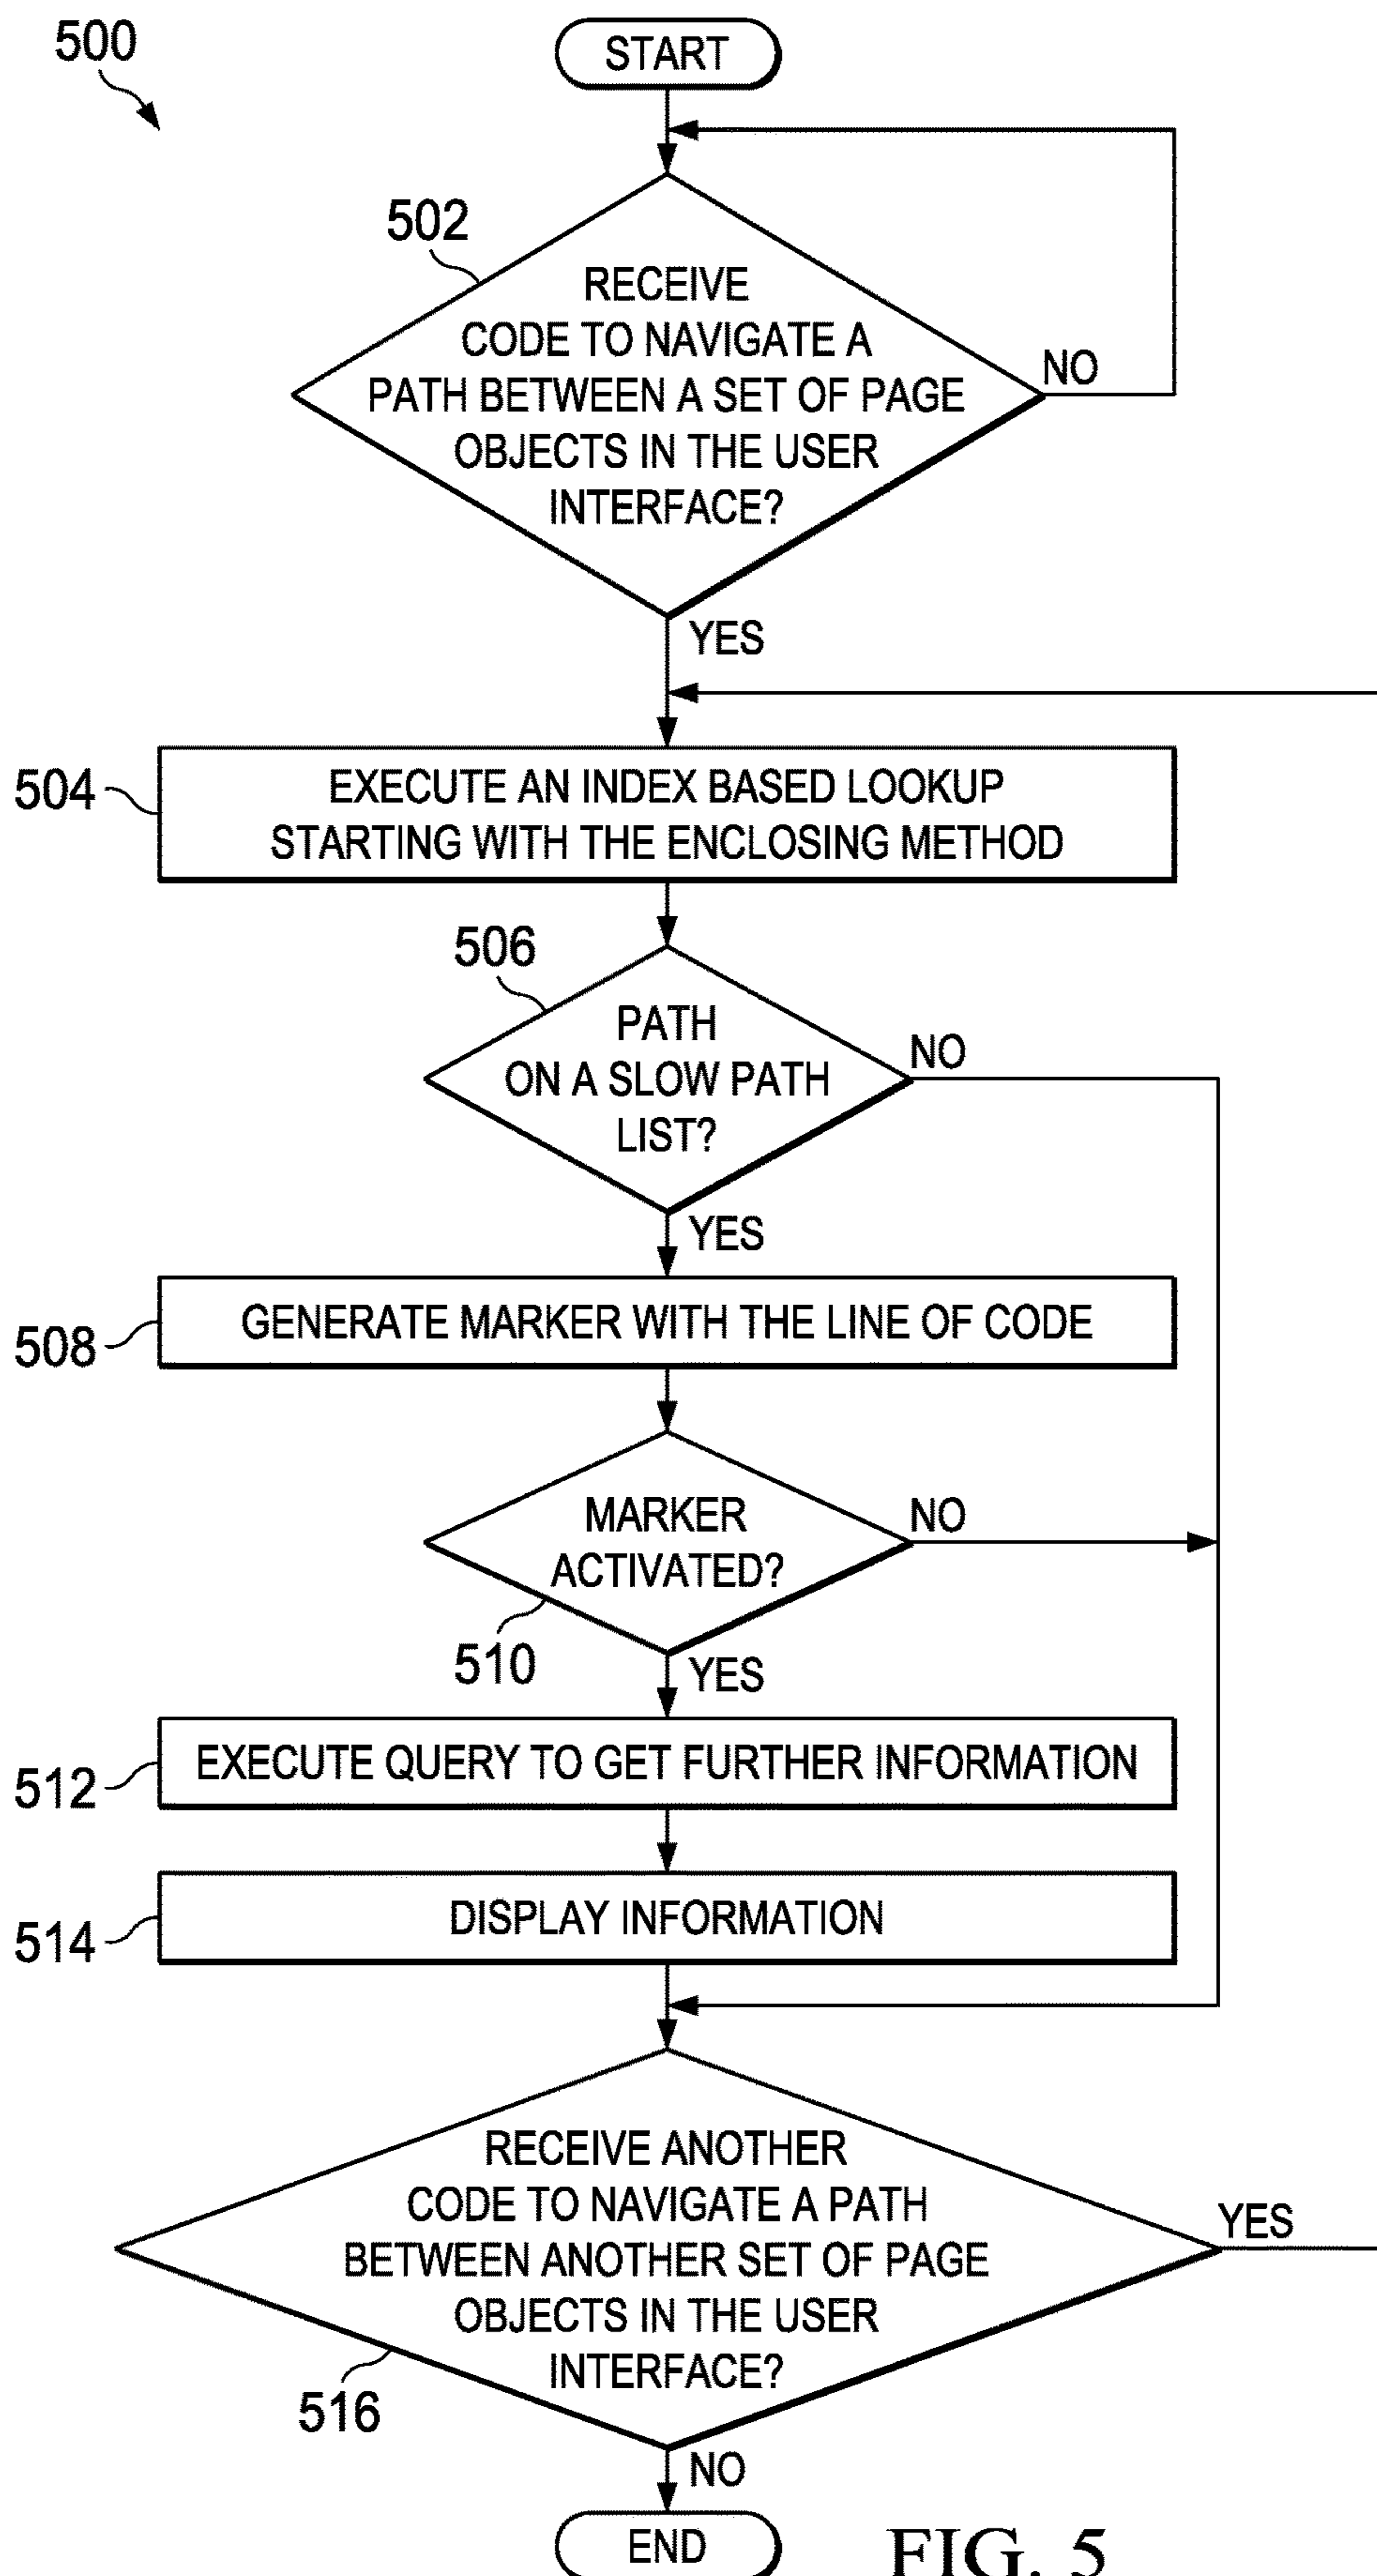 500
START
502
RECEIVE
CODE TO NAVIGATE A
PATH BETWEEN A SET OF PAGE
OBJECTS IN THE USER
INTERFACE?
NO
YES
504
EXECUTE AN INDEX BASED LOOKUP
STARTING WITH THE ENCLOSING METHOD
506
PATH
ON A SLOW PATH
LIST?
NO
YES
508
GENERATE MARKER WITH THE LINE OF CODE
MARKER
ACTIVATED?
NO
510
YES
512
EXECUTE QUERY TO GET FURTHER INFORMATION
514
DISPLAY INFORMATION
RECEIVE ANOTHER
CODE TO NAVIGATE A PATH
BETWEEN ANOTHER SET OF PAGE
OBJECTS IN THE USER
INTERFACE?
YES
516
NO
END
FIG. 5